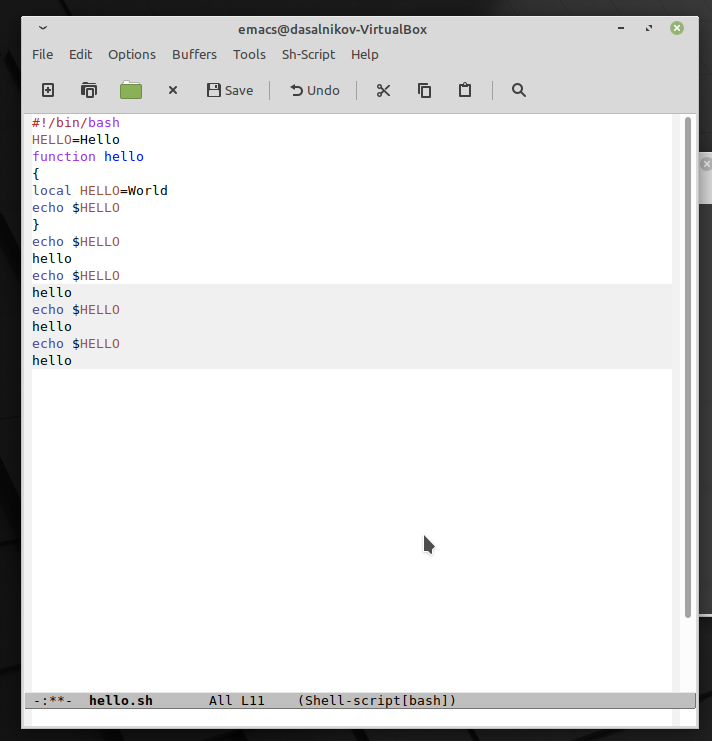 emacs@dasalnikov-VirtualBox
File Edit Options Buffers Tools Sh-Script Help
Save Undo
#!/bin/bash
HELLO=Hello
function hello
{
local HELLO=World
echo $HELLO
}
echo $HELLO
hello
echo $HELLO
hello
echo $HELLO
hello
echo $HELLO
hello
-:**- hello.sh All L11 (Shell-script[bash])